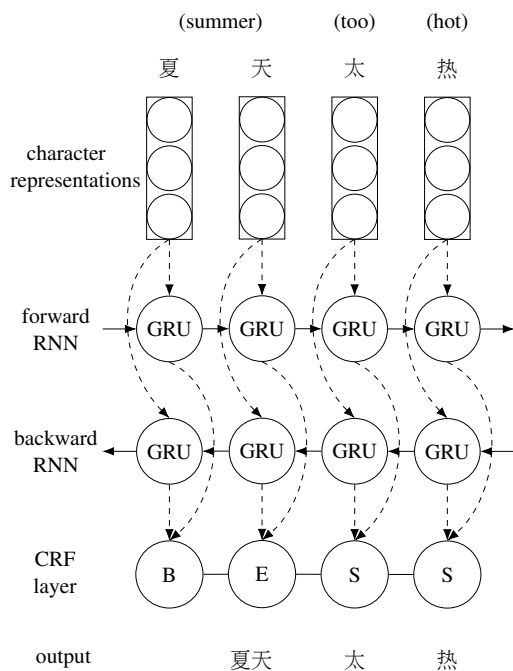 (summer) (too) (hot)
夏 天 太 热
character
representations
forward
RNN
GRU GRU GRU GRU
backward
RNN
GRU GRU GRU GRU
CRF
layer
B E S S
output 夏天 太 热